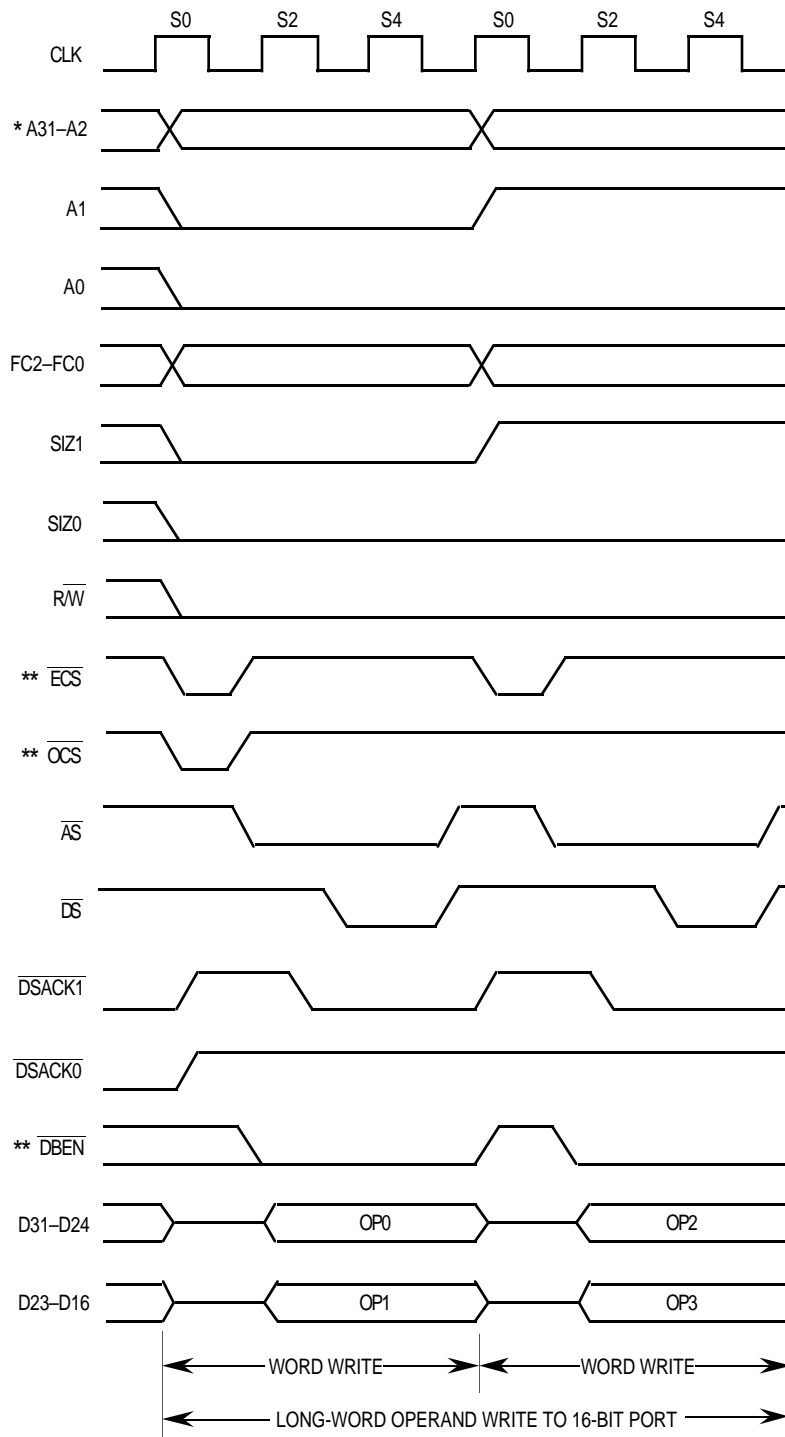 S0 S2 S4 S0 S2 S4
CLK
* A31–A2
A1
A0
FC2–FC0
SIZ1
SIZ0
R/W
** ECS
** OCS
AS
DS
DSACK1
DSACK0
** DBEN
D31–D24 OP0 OP2
D23–D16 OP1 OP3
WORD WRITE WORD WRITE
LONG-WORD OPERAND WRITE TO 16-BIT PORT